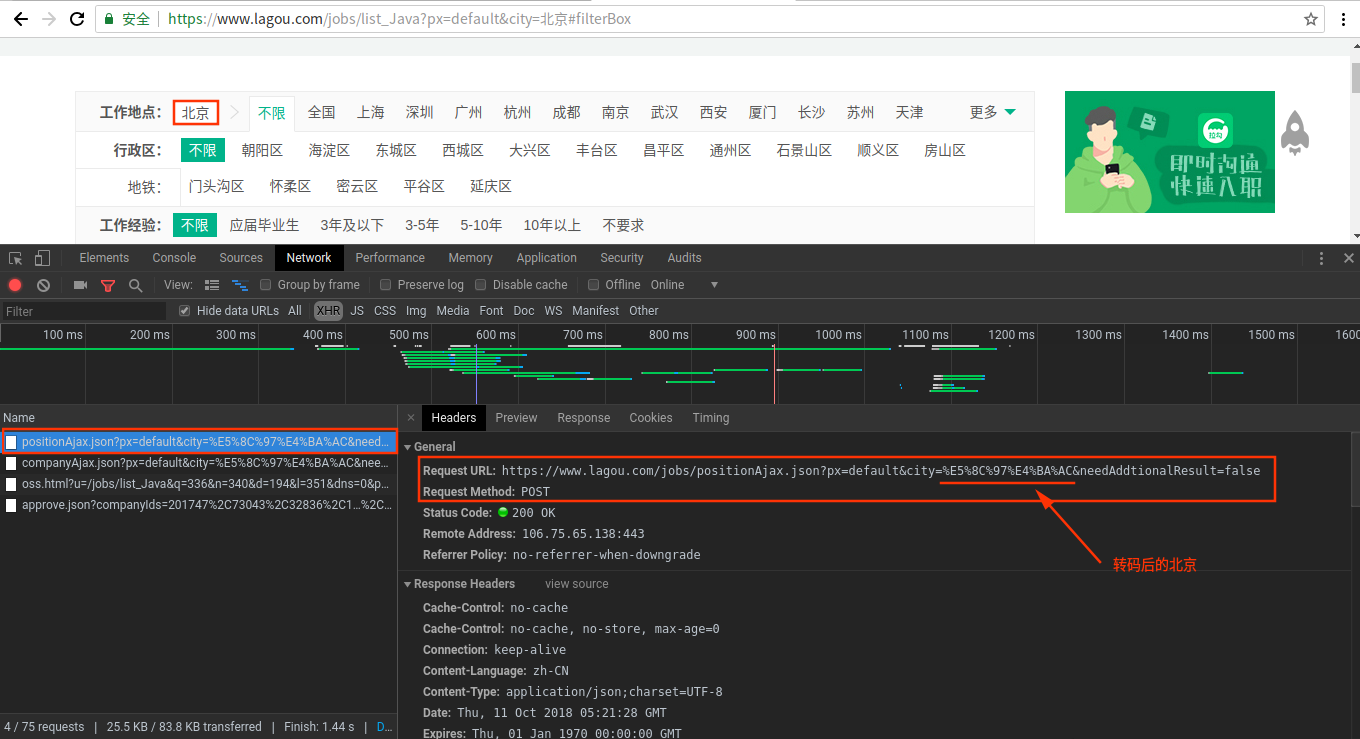 安全 https://www.lagou.com/jobs/list_Java?px=default&city=北京#filterBox
工作地点： 北京 不限 全国 上海 深圳 广州 杭州 成都 南京 武汉 西安 厦门 长沙 苏州 天津 更多
行政区： 不限 朝阳区 海淀区 东城区 西城区 大兴区 丰台区 昌平区 通州区 石景山区 顺义区 房山区
地铁： 门头沟区 怀柔区 密云区 平谷区 延庆区
工作经验： 不限 应届毕业生 3年及以下 3-5年 5-10年 10年以上 不要求
拉勾
即时沟通
快速入职
Elements Console Sources Network Performance Memory Application Security Audits
View: Group by frame Preserve log Disable cache Offline Online
Filter Hide data URLs All XHR JS CSS Img Media Font Doc WS Manifest Other
100 ms 200 ms 300 ms 400 ms 500 ms 600 ms 700 ms 800 ms 900 ms 1000 ms 1100 ms 1200 ms 1300 ms 1400 ms 1500 ms 1600
Name
positionAjax.json?px=default&city=%E5%8C%97%E4%BA%AC&need...
companyAjax.json?px=default&city=%E5%8C%97%E4%BA%AC&nee...
oss.html?u=/jobs/list_Java&q=336&n=340&d=194&l=351&dns=0&p...
approve.json?companyIds=201747%2C73043%2C32836%2C1...%2C...
4 / 75 requests | 25.5 KB / 83.8 KB transferred | Finish: 1.44 s | D...
Headers Preview Response Cookies Timing
General
Request URL: https://www.lagou.com/jobs/positionAjax.json?px=default&city=%E5%8C%97%E4%BA%AC&needAddtionalResult=false
Request Method: POST
Status Code: 200 OK
Remote Address: 106.75.65.138:443
Referrer Policy: no-referrer-when-downgrade
转码后的北京
Response Headers view source
Cache-Control: no-cache
Cache-Control: no-cache, no-store, max-age=0
Connection: keep-alive
Content-Language: zh-CN
Content-Type: application/json;charset=UTF-8
Date: Thu, 11 Oct 2018 05:21:28 GMT
Expires: Thu, 01 Jan 1970 00:00:00 GMT